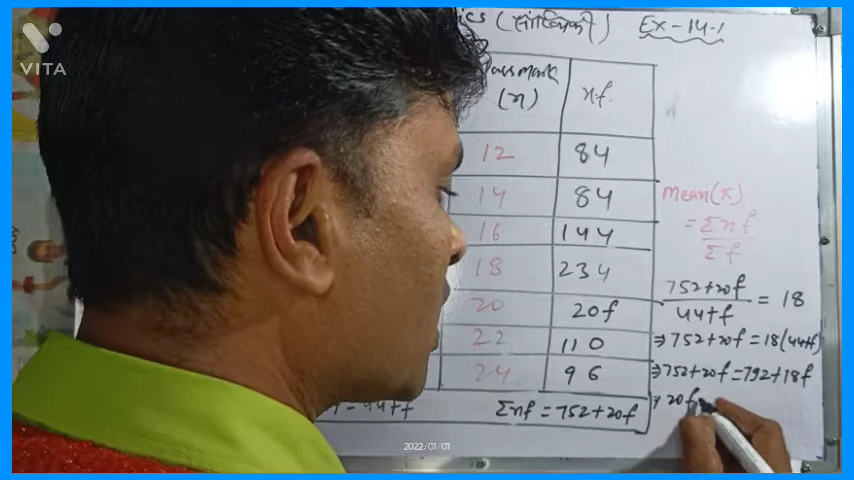 VITA
ics (सांख्यिकी) Ex-14.1
Class mark (x) xf
12 84
14 84
16 144
18 234
20 20f
22 110
24 96
Σxf = 752+20f
Mean(x̄)
= Σxf / Σf
752+20f / 44+f = 18
⇒ 752+20f = 18(44+f)
⇒ 752+20f = 792+18f
⇒ 20f
2022/01/01